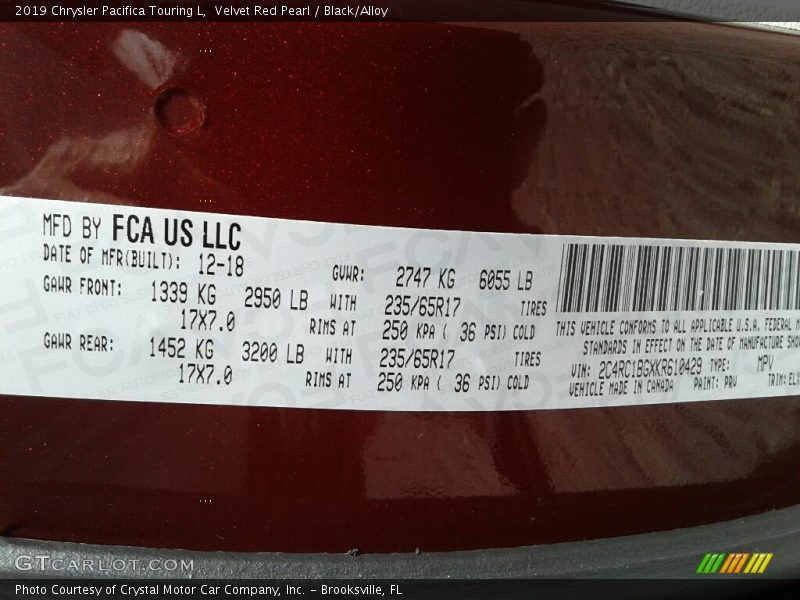 2019 Chrysler Pacifica Touring L, Velvet Red Pearl / Black/Alloy
MFD BY FCA US LLC
DATE OF MFR(BUILT): 12-18
GVWR: 2747 KG 6055 LB
GAWR FRONT: 1339 KG 2950 LB WITH 235/65R17 TIRES
17X7.0 RIMS AT 250 KPA ( 36 PSI) COLD
GAWR REAR: 1452 KG 3200 LB WITH 235/65R17 TIRES
17X7.0 RIMS AT 250 KPA ( 36 PSI) COLD
THIS VEHICLE CONFORMS TO ALL APPLICABLE U.S.A. FEDERAL M
STANDARDS IN EFFECT ON THE DATE OF MANUFACTURE SHOW
VIN: 2C4RC1BGXKR610429 TYPE: MPV
VEHICLE MADE IN CANADA PAINT: PRV TRIM:
GTCARLOT.COM
Photo Courtesy of Crystal Motor Car Company, Inc. - Brooksville, FL